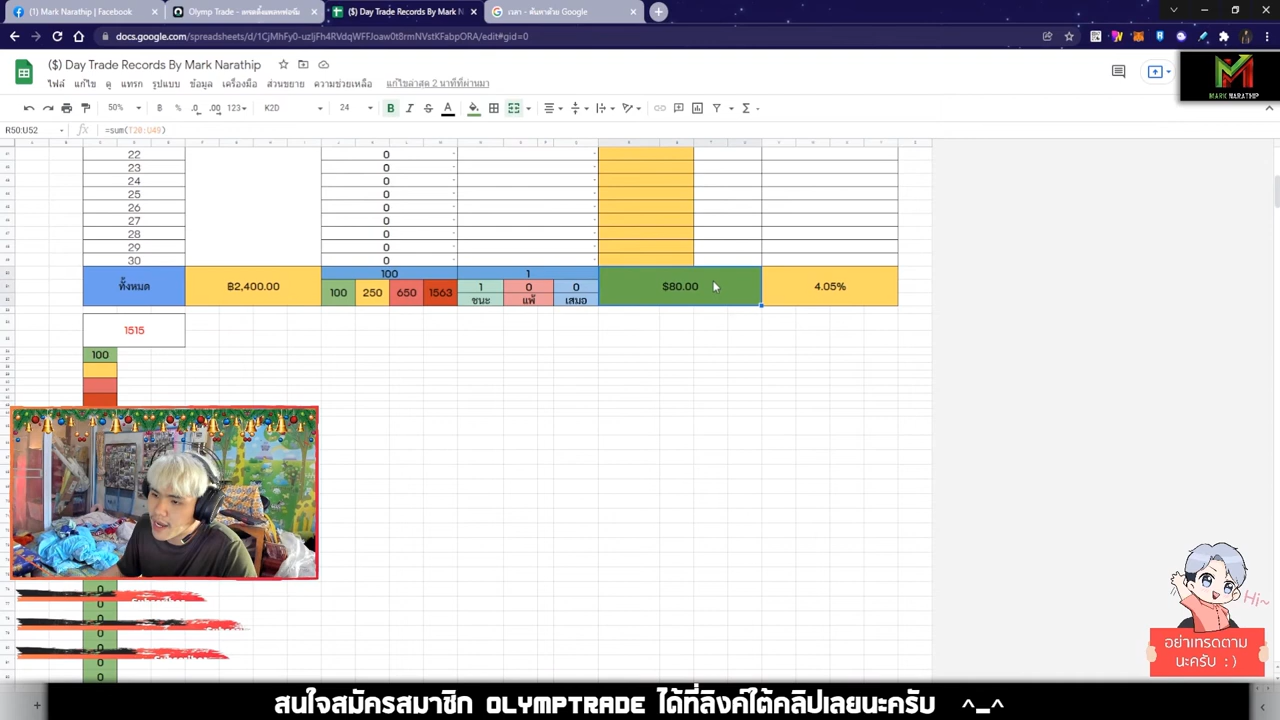 Mark Narathip | Facebook
Olymp Trade - แทรดดิ้งแพลตฟอร์ม
($) Day Trade Records By Mark N
เวลา - ค้นหาด้วย Google
docs.google.com/spreadsheets/d/1CjMhFy0-uzljFh4RVdqWFFJoaw0t8rmNVstKFabpORA/edit#gid=0
($) Day Trade Records By Mark Narathip
ไฟล์ แก้ไข ดู แทรก รูปแบบ ข้อมูล เครื่องมือ ส่วนขยาย ความช่วยเหลือ แก้ไขล่าสุด 2 นาทีที่ผ่านมา
MARK NARATHIP
50% B % .0 .00 123 K2D 24 B I S A
R50:U52 fx =sum(T20:U49)
22 0 - -
23 0 - -
24 0 - -
25 0 - -
26 0 - -
27 0 - -
28 0 - -
29 0 - -
30 0 - -
ทั้งหมด ฿2,400.00 100 1 $80.00 4.05%
100 250 650 1563 1 0 0
ชนะ แพ้ เสมอ
1515
100
0
0
0
0
0
0
0
Hi~
อย่าเทรดตาม
นะครับ : )
สนใจสมัครสมาชิก OLYMPTRADE ได้ที่ลิงค์ใต้คลิปเลยนะครับ ^_^